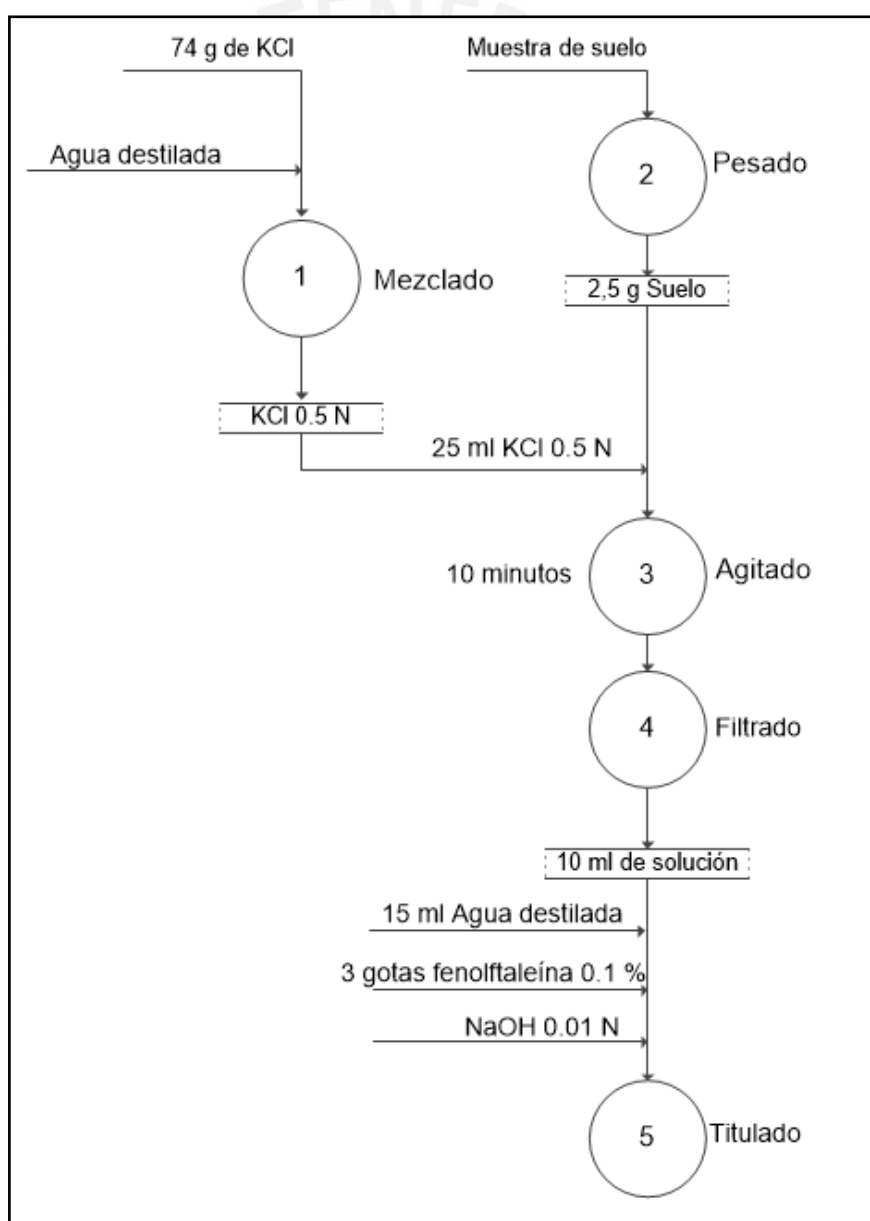 TENEB
74 g de KCl
Muestra de suelo
Agua destilada
2
Pesado
1
Mezclado
2,5 g Suelo
KCl 0.5 N
25 ml KCl 0.5 N
10 minutos
3
Agitado
4
Filtrado
10 ml de solución
15 ml Agua destilada
3 gotas fenolftaleína 0.1 %
NaOH 0.01 N
5
Titulado